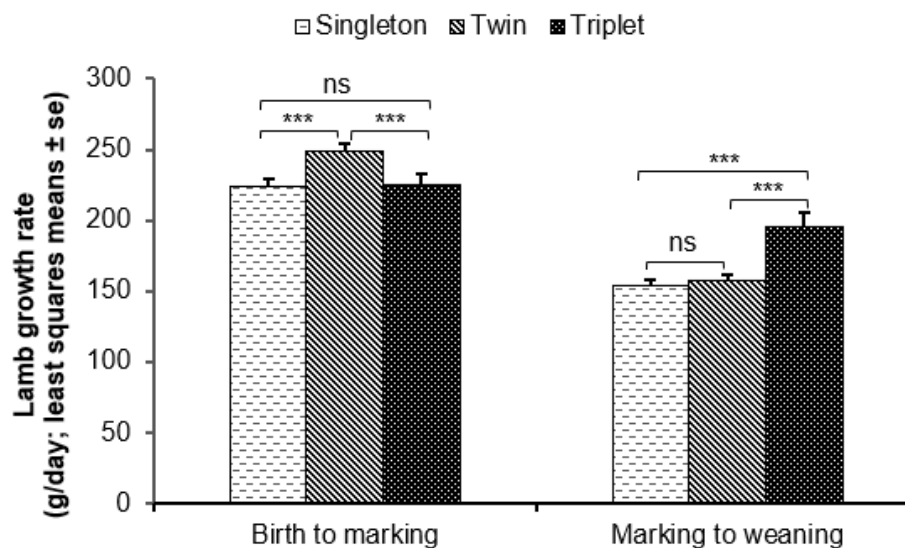 Singleton Twin Triplet
Lamb growth rate
(g/day; least squares means ± se)
300
250
200
150
100
50
0
ns
*** ***
***
***
ns
Birth to marking Marking to weaning